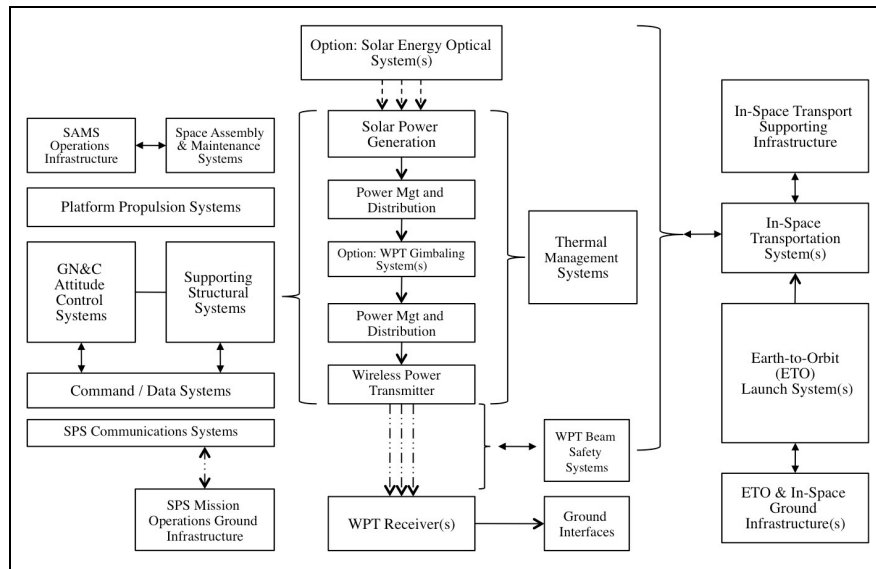 Option: Solar Energy Optical
System(s)
SAMS
Operations
Infrastructure
Space Assembly
& Maintenance
Systems
Solar Power
Generation
In-Space Transport
Supporting
Infrastructure
Platform Propulsion Systems
Power Mgt and
Distribution
In-Space
Transportation
System(s)
GN&C
Attitude
Control
Systems
Supporting
Structural
Systems
Option: WPT Gimbaling
System(s)
Thermal
Management
Systems
Power Mgt and
Distribution
Earth-to-Orbit
(ETO)
Launch System(s)
Command / Data Systems
Wireless Power
Transmitter
SPS Communications Systems
WPT Beam
Safety
Systems
SPS Mission
Operations Ground
Infrastructure
WPT Receiver(s)
Ground
Interfaces
ETO & In-Space
Ground
Infrastructure(s)